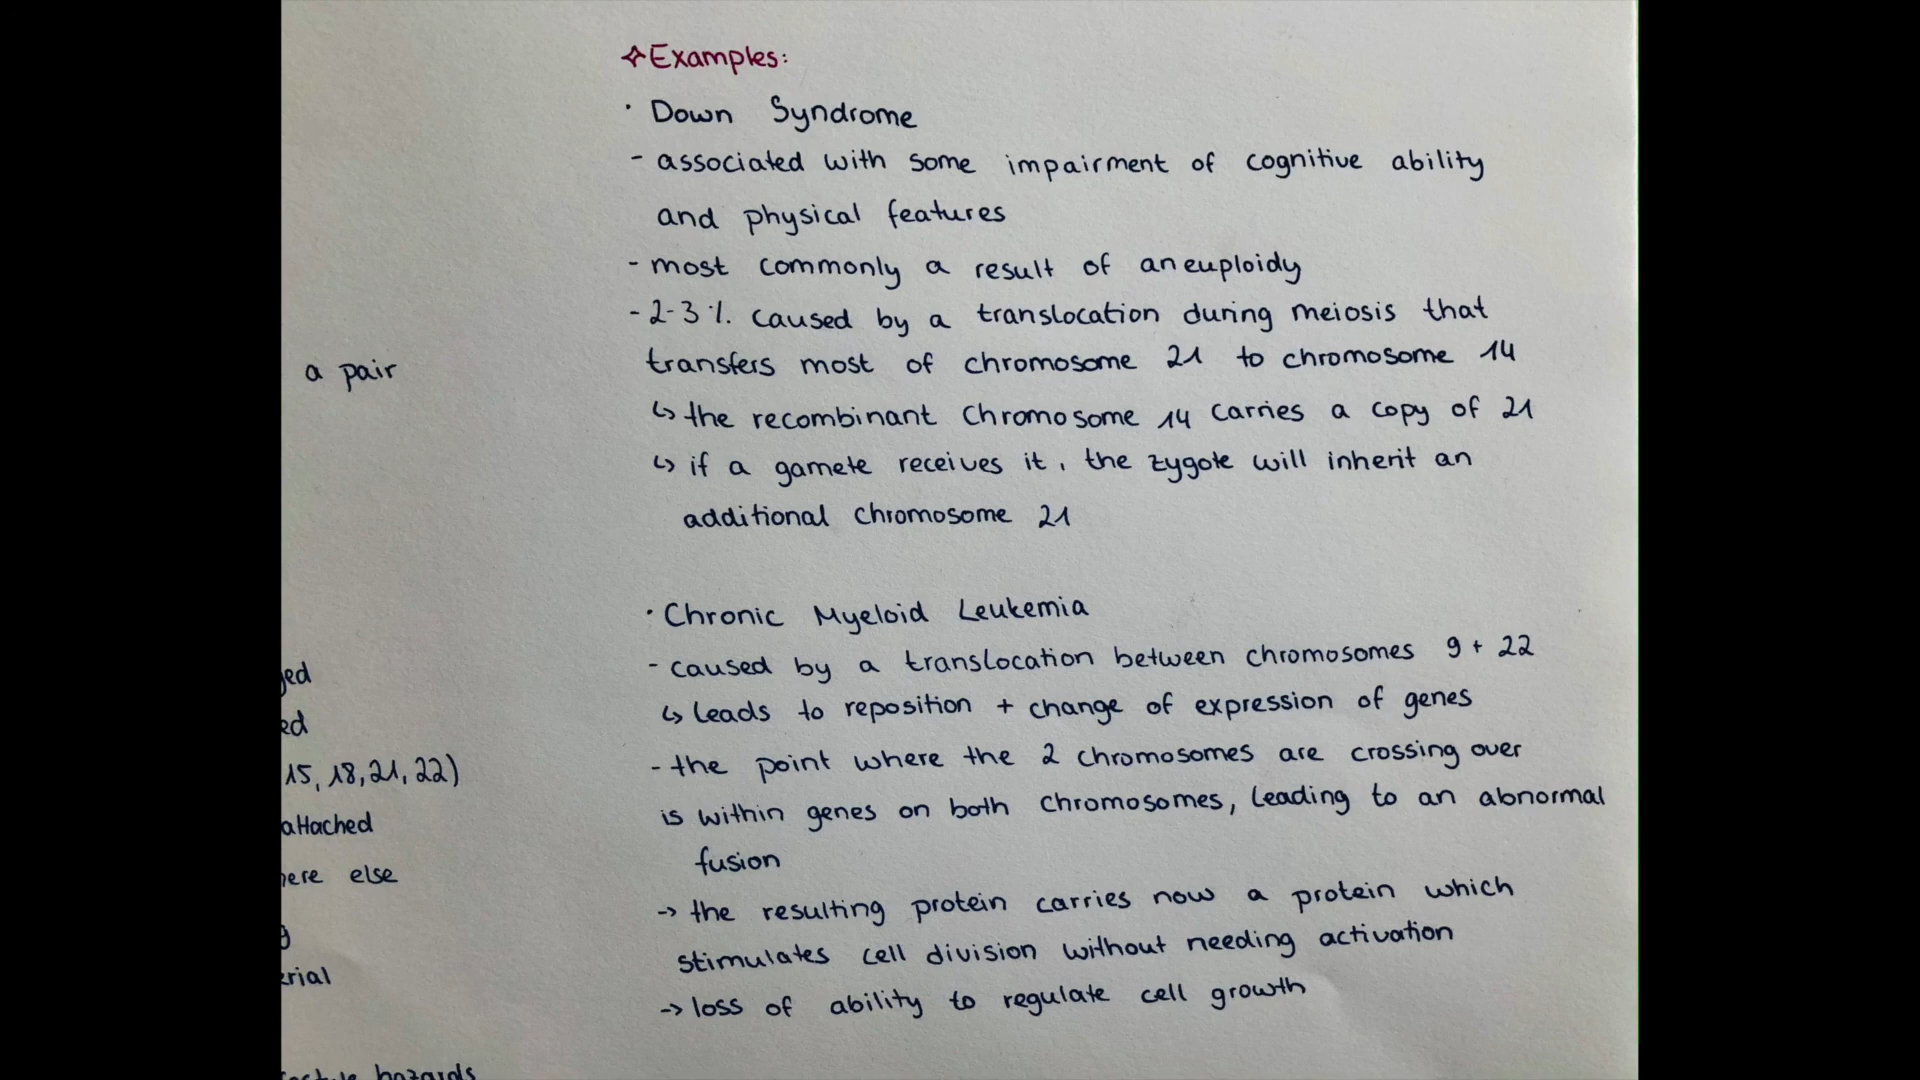 ✧Examples:
· Down Syndrome
- associated with some impairment of cognitive ability
and physical features
- most commonly a result of aneuploidy
- 2-3% caused by a translocation during meiosis that
transfers most of chromosome 21 to chromosome 14
↳ the recombinant chromosome 14 carries a copy of 21
↳ if a gamete receives it, the zygote will inherit an
additional chromosome 21
· Chronic Myeloid Leukemia
- caused by a translocation between chromosomes 9 + 22
↳ leads to reposition + change of expression of genes
- the point where the 2 chromosomes are crossing over
is within genes on both chromosomes, leading to an abnormal
fusion
-> the resulting protein carries now a protein which
stimulates cell division without needing activation
-> loss of ability to regulate cell growth
a pair
15, 18, 21, 22)
attached
else
hazards